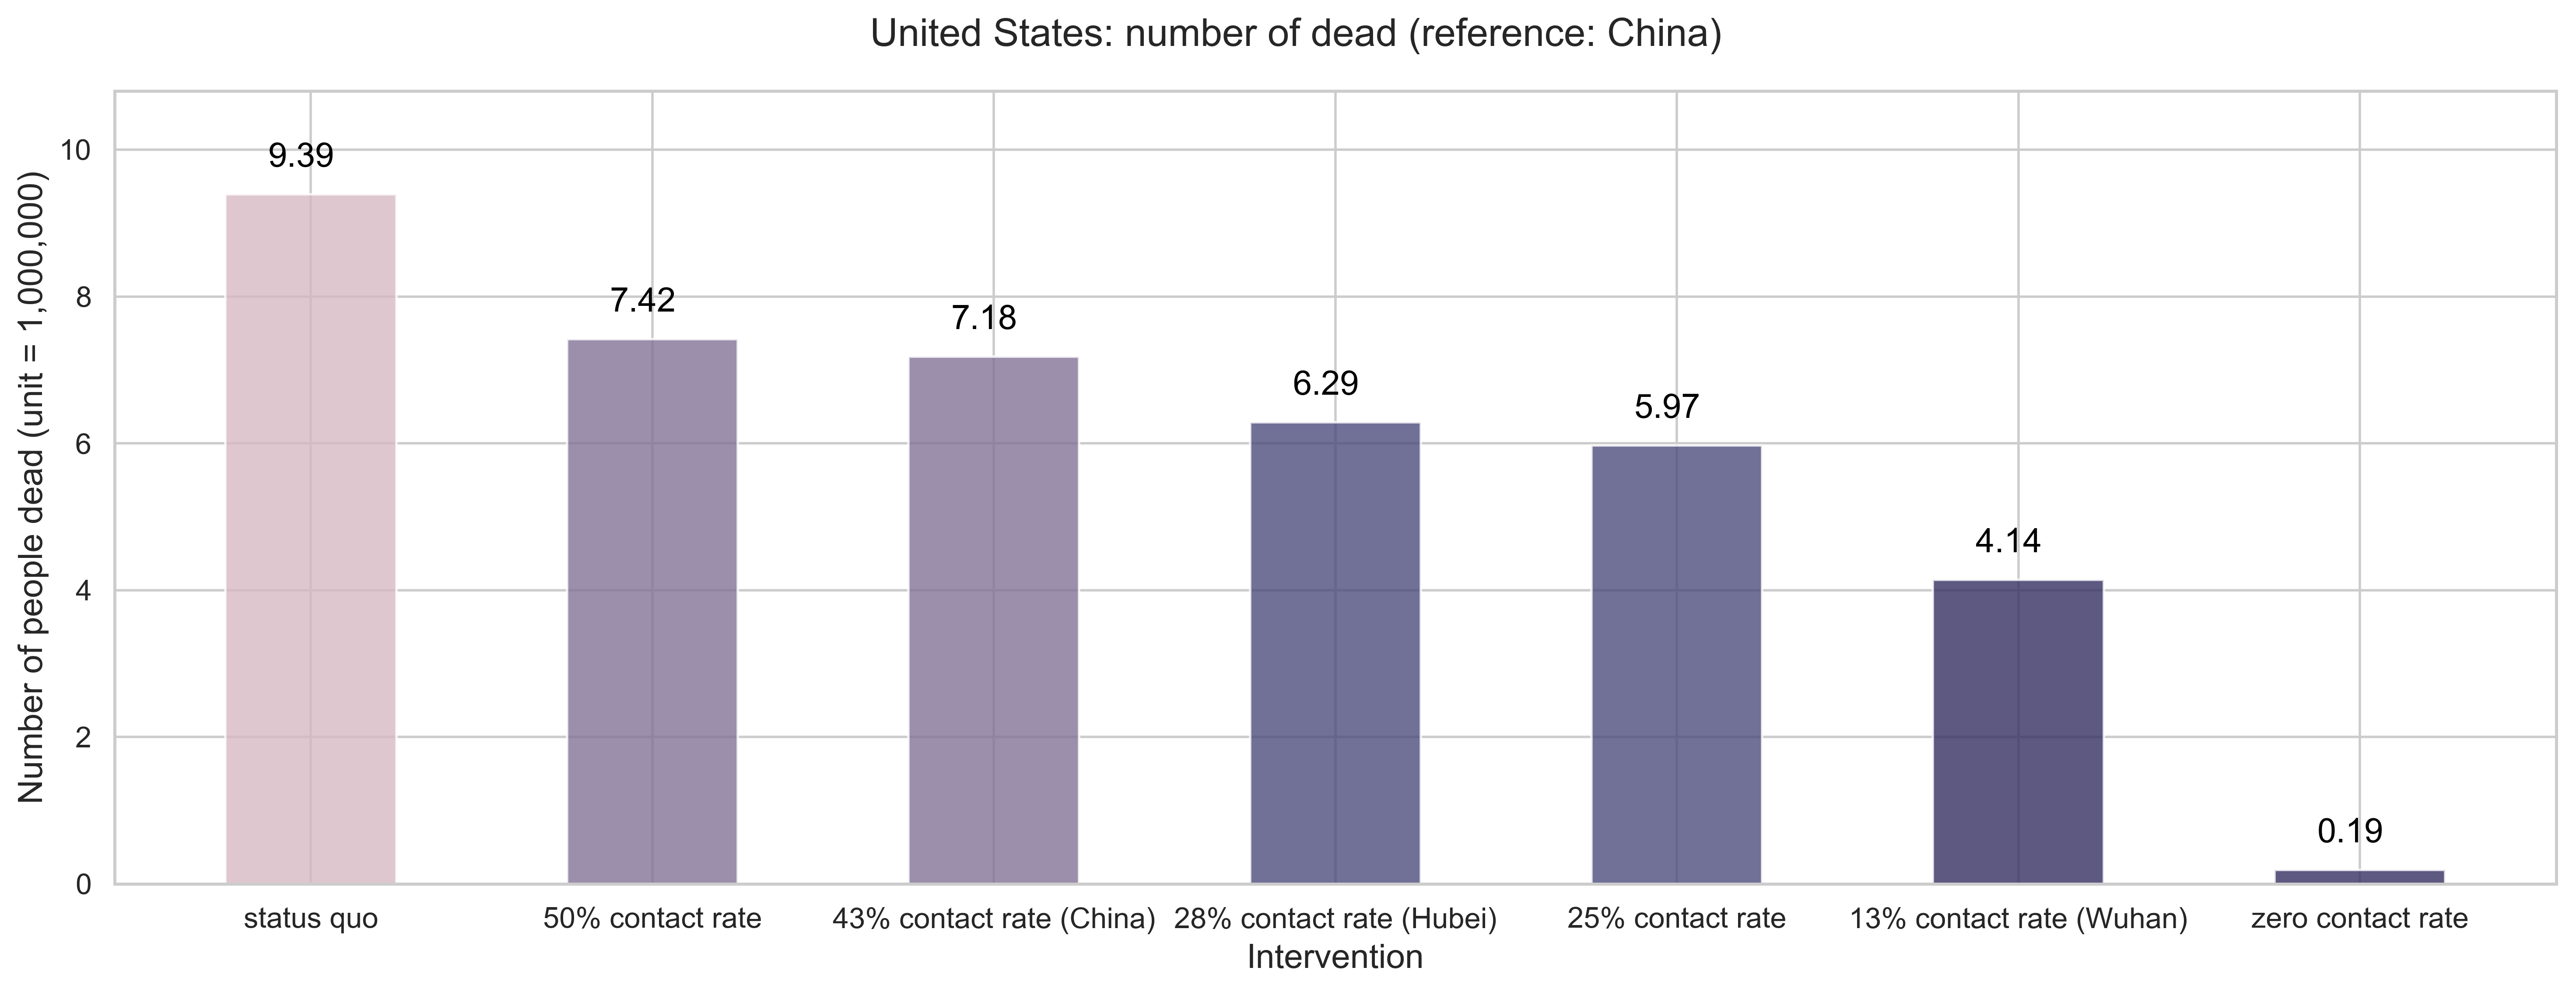 United States: number of dead (reference: China)
Number of people dead (unit = 1,000,000)
10
8
6
4
2
0
9.39
7.42
7.18
6.29
5.97
4.14
0.19
status quo
50% contact rate
43% contact rate (China)
28% contact rate (Hubei)
25% contact rate
13% contact rate (Wuhan)
zero contact rate
Intervention